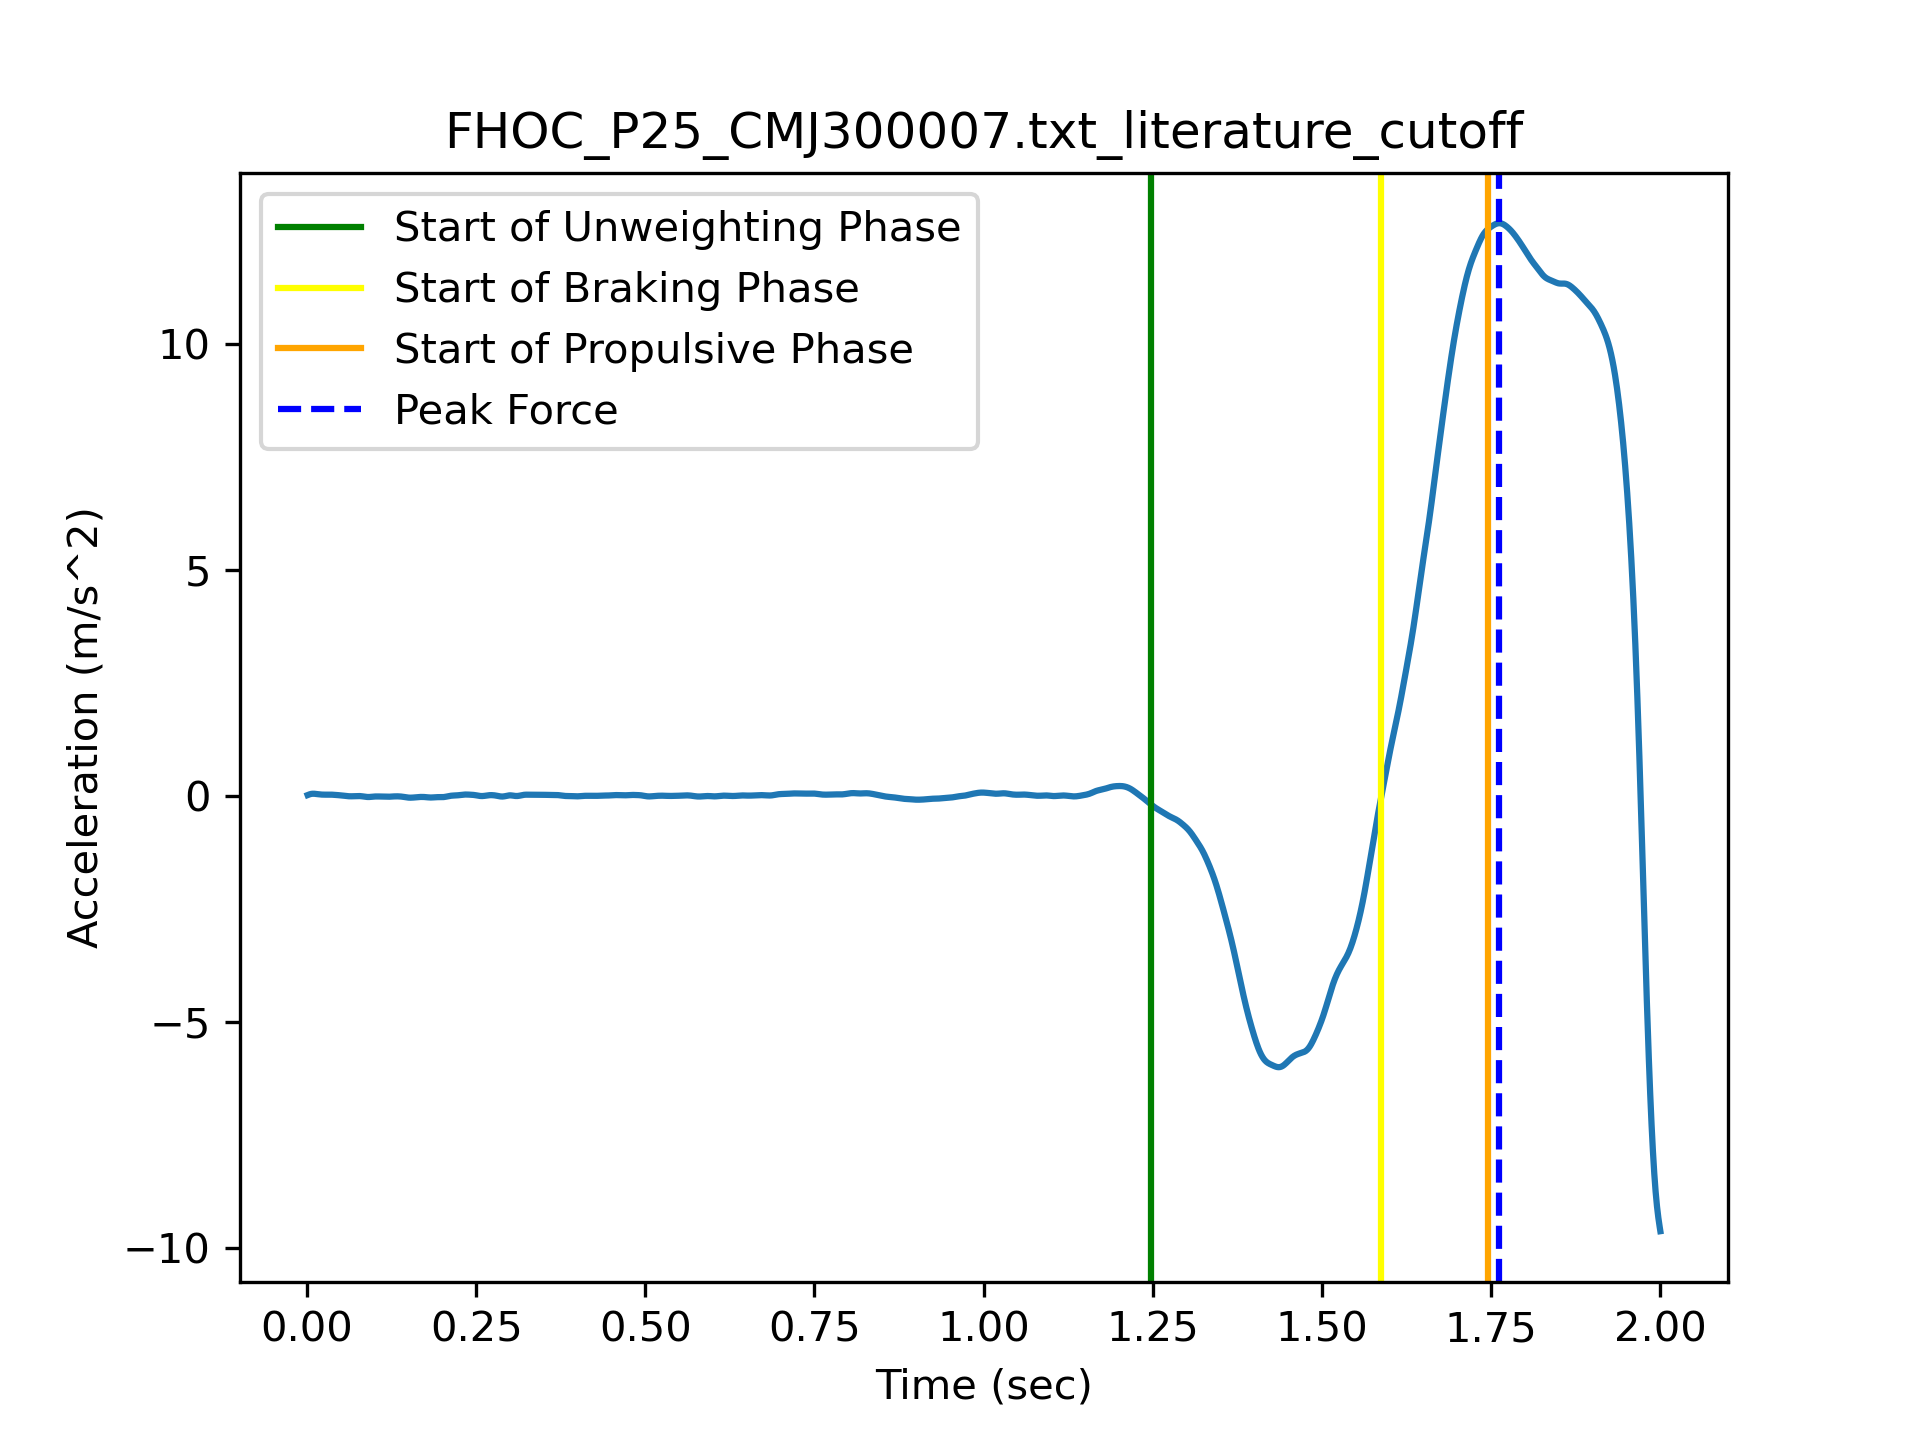 FHOC_P25_CMJ300007.txt_literature_cutoff
Start of Unweighting Phase
Start of Braking Phase
Start of Propulsive Phase
Peak Force
Acceleration (m/s^2)
10
5
0
−5
−10
0.00 0.25 0.50 0.75 1.00 1.25 1.50 1.75 2.00
Time (sec)